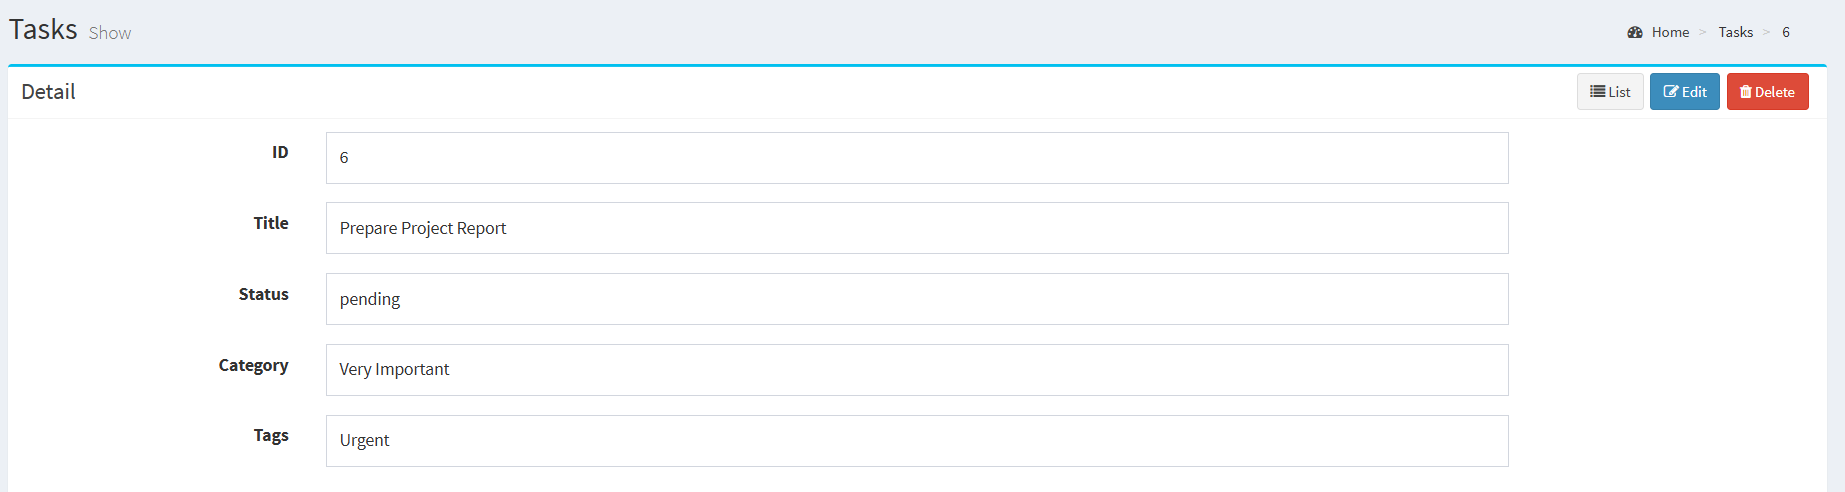 Tasks Show
Home > Tasks > 6
Detail
List Edit Delete
ID 6
Title Prepare Project Report
Status pending
Category Very Important
Tags Urgent